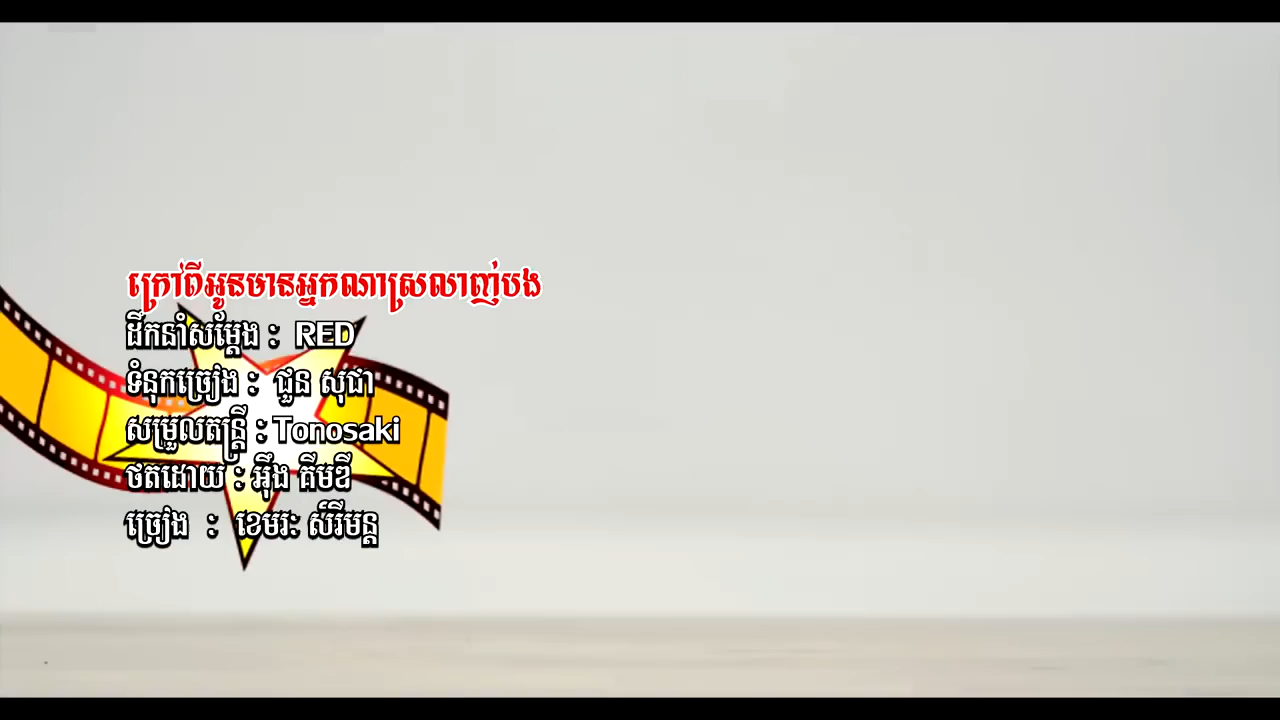 ក្រៅពីអូនមានអ្នកណាស្រលាញ់បង
ដឹកនាំសម្តែង ៖ RED
ទំនុកច្រៀង ៖ ជួន សុជា
សម្រួលតន្ត្រី ៖ Tonosaki
ថតដោយ ៖ អ៊ឹង គីមឌី
ច្រៀង ៖ ខេមរៈ សិរីមន្ត